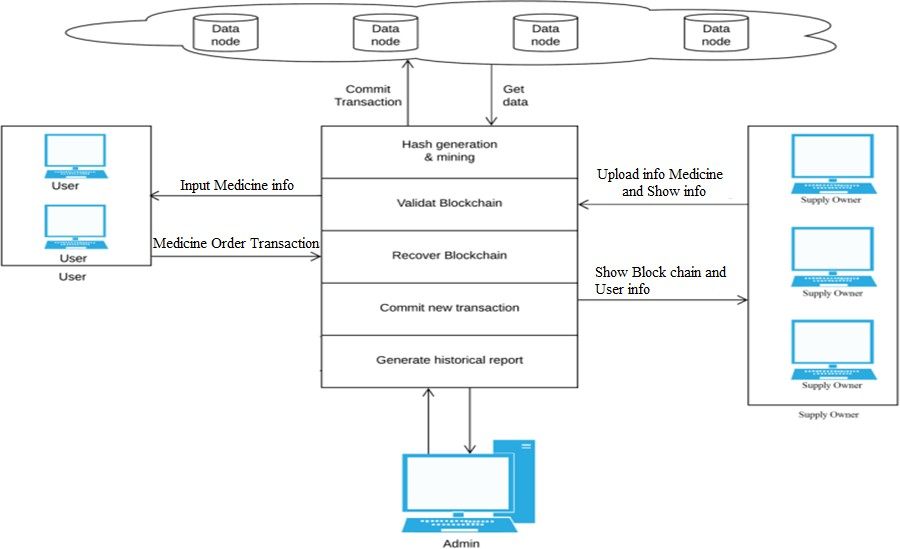 Data
node
Data
node
Data
node
Data
node
Commit
Transaction
Get
data
User
User
User
Input Medicine info
Medicine Order Transaction
Hash generation
& mining
Validat Blockchain
Recover Blockchain
Commit new transaction
Generate historical report
Upload info Medicine
and Show info
Show Block chain and
User info
Supply Owner
Supply Owner
Supply Owner
Supply Owner
Admin